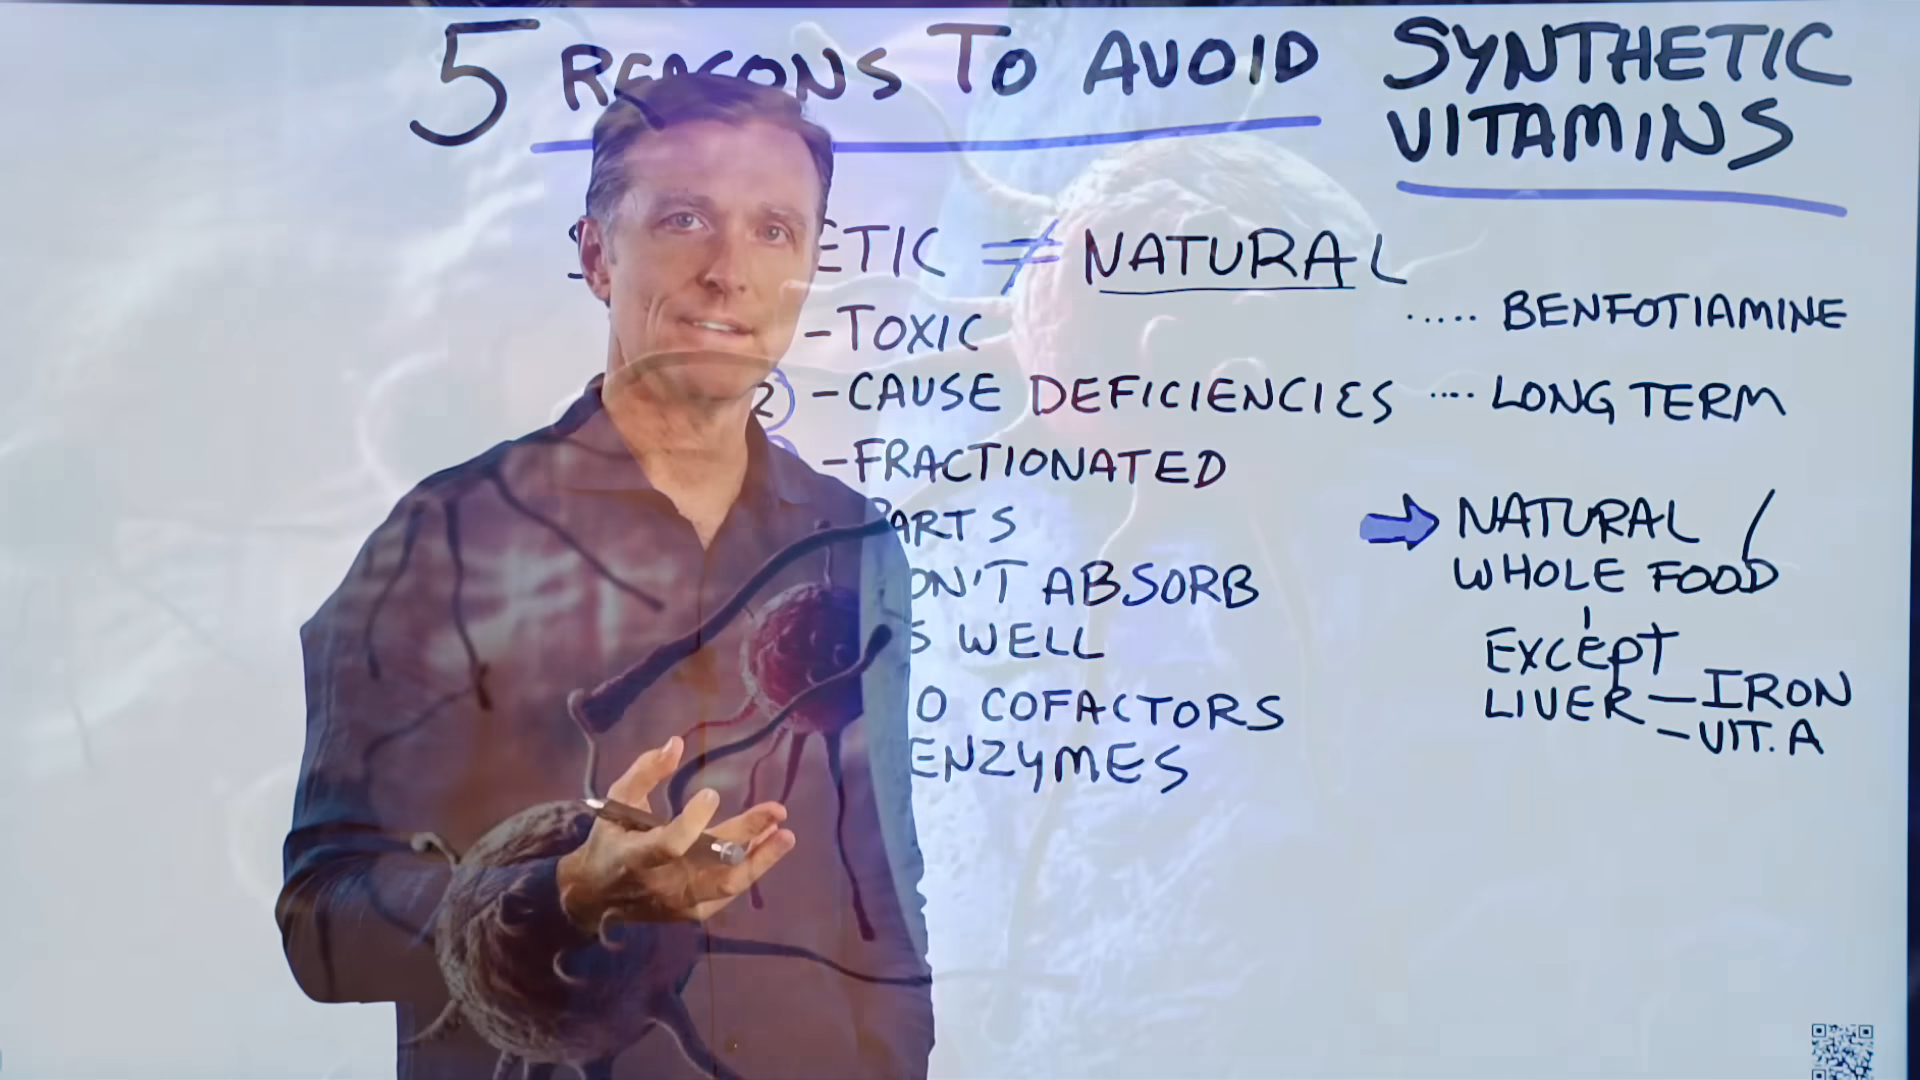 5 REASONS TO AVOID SYNTHETIC
VITAMINS
ETIC ≠ NATURAL
-TOXIC
..... BENFOTIAMINE
2 -CAUSE DEFICIENCIES .... LONG TERM
-FRACTIONATED
PARTS
ON'T ABSORB
S WELL
O COFACTORS
ENZYMES
NATURAL /
WHOLE FOOD
EXCEPT
LIVER - IRON
- VIT. A